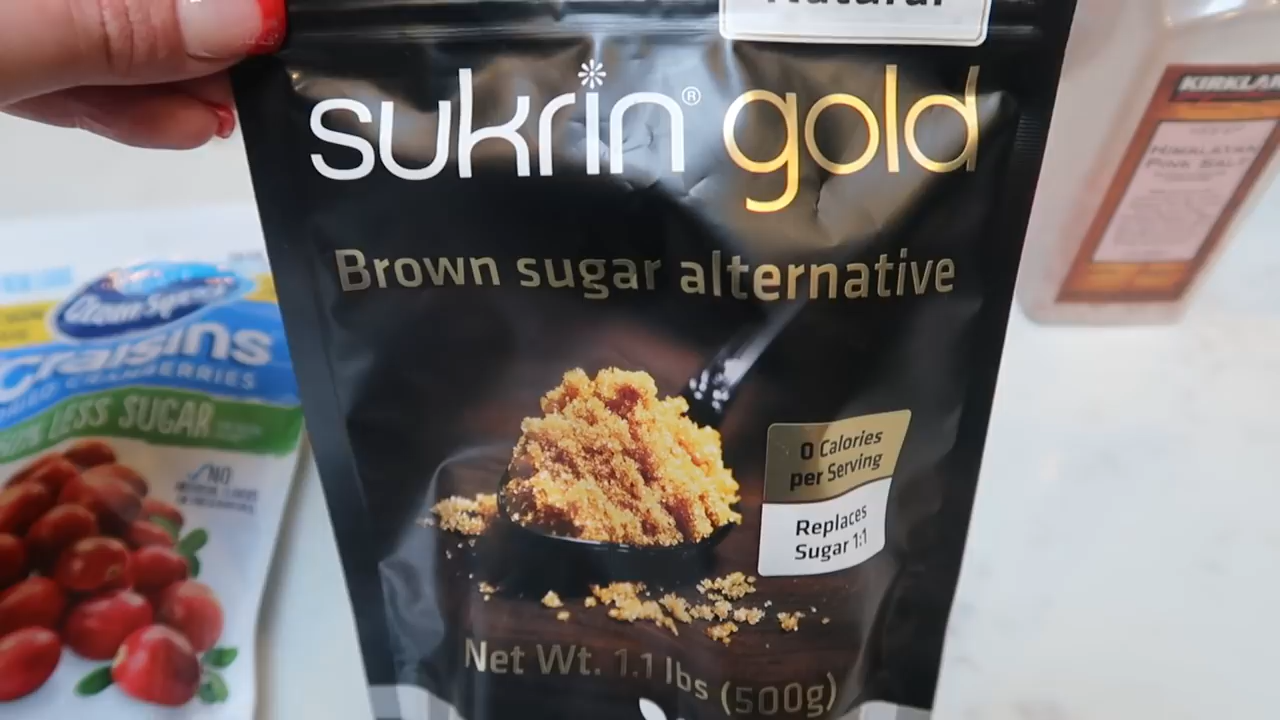 Natural
sukrin® gold
Brown sugar alternative
0 Calories
per Serving
Replaces
Sugar 1:1
Net Wt. 1.1 lbs (500g)
Ocean Spray
Craisins
DRIED CRANBERRIES
LESS SUGAR
NO
KIRKLAN
HIMALAYAN
PINK SALT